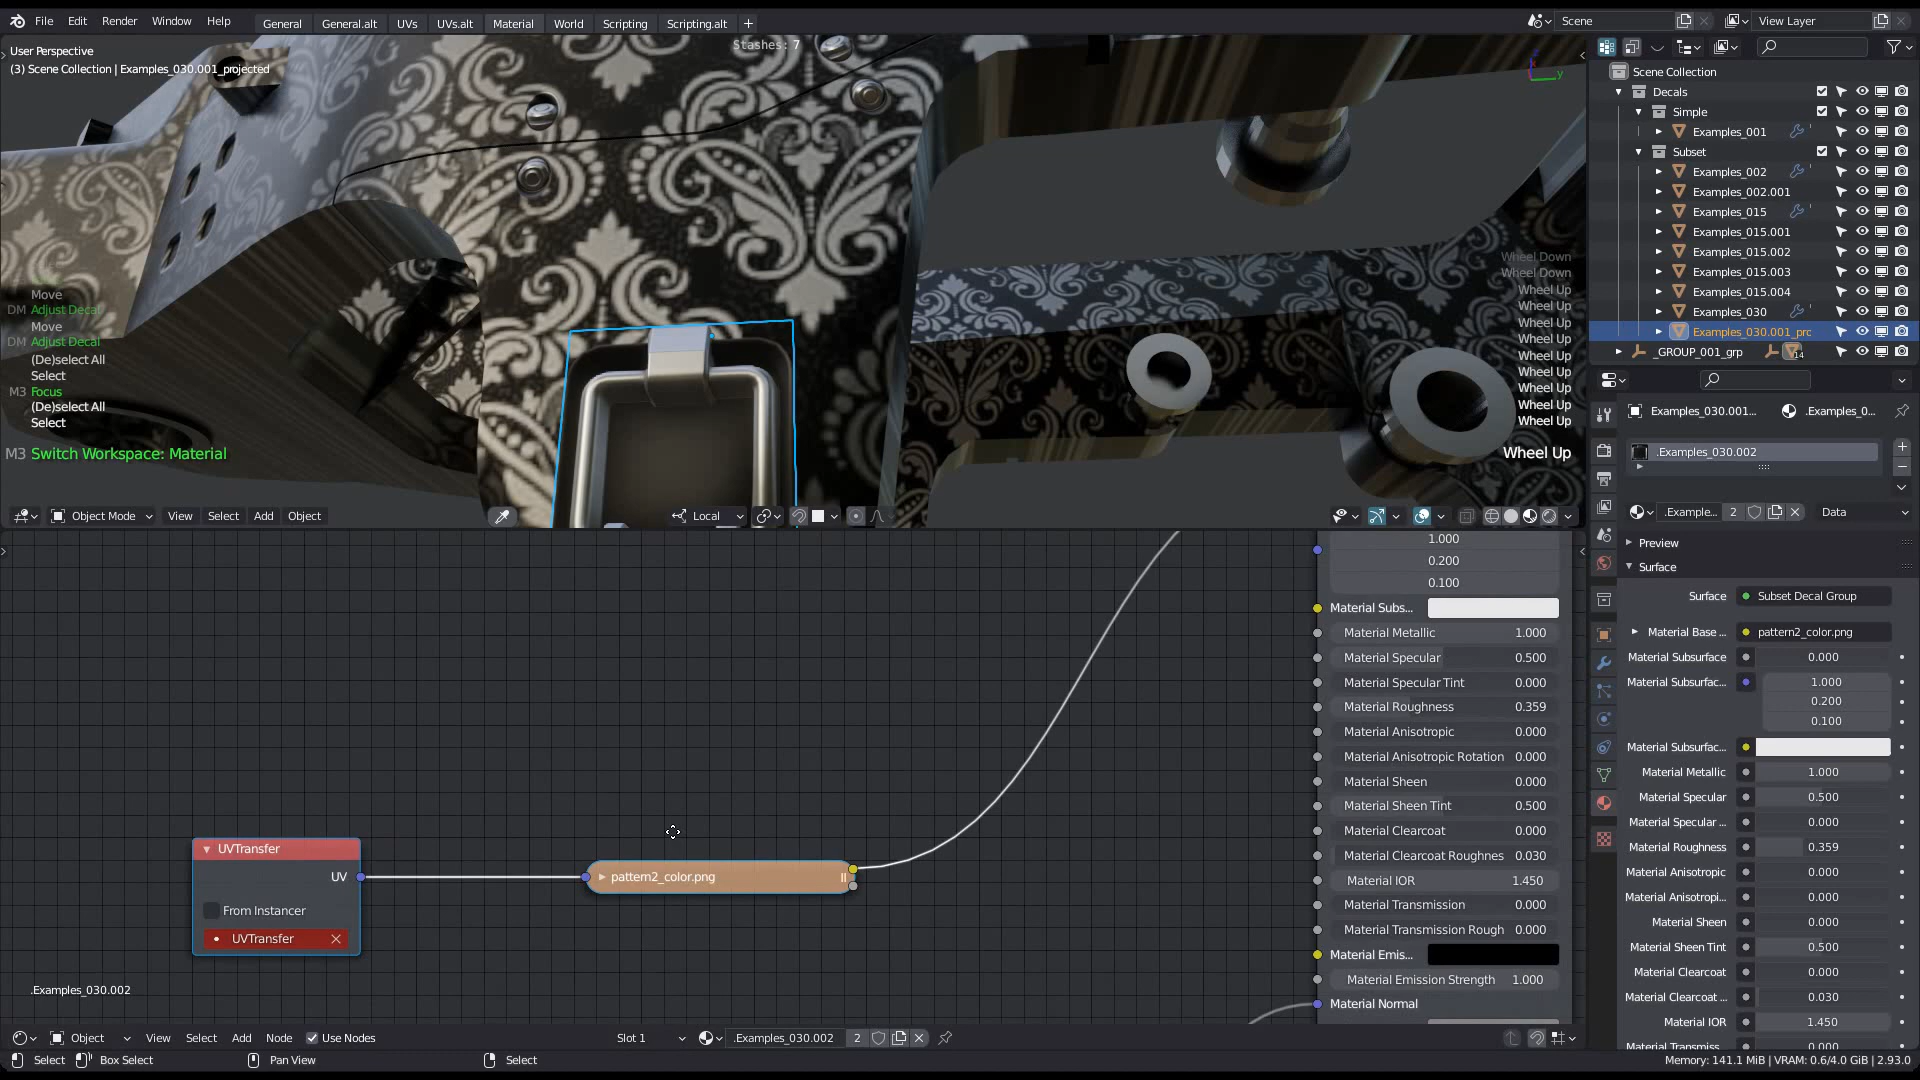 File Edit Render Window Help General General.alt UVs UVs.alt Material World Scripting Scripting.alt + Scene View Layer
User Perspective
(3) Scene Collection | Examples_030.001_projected
Stashes: 7
y
Wheel Down
Wheel Down
Wheel Up
Wheel Up
Wheel Up
Wheel Up
Wheel Up
Wheel Up
Wheel Up
Wheel Up
Wheel Up
Wheel Up
Move
DM Adjust Decal
Move
DM Adjust Decal
(De)select All
Select
M3 Focus
(De)select All
Select
M3 Switch Workspace: Material
Object Mode View Select Add Object Local
Scene Collection
Decals
Simple
Examples_001
Subset
Examples_002
Examples_002.001
Examples_015
Examples_015.001
Examples_015.002
Examples_015.003
Examples_015.004
Examples_030
Examples_030.001_prc
_GROUP_001_grp 14
Examples_030.001... .Examples_0...
.Examples_030.002
.Example... 2 Data
Preview
Surface
Surface Subset Decal Group
Material Base ... pattern2_color.png
Material Subsurface 0.000
Material Subsurfac... 1.000
0.200
0.100
Material Subsurfac...
Material Metallic 1.000
Material Specular 0.500
Material Specular ... 0.000
Material Roughness 0.359
Material Anisotropic 0.000
Material Anisotropi... 0.000
Material Sheen 0.000
Material Sheen Tint 0.500
Material Clearcoat 0.000
Material Clearcoat ... 0.030
Material IOR 1.450
Material Transmiss... 0.000
1.000
0.200
0.100
Material Subs...
Material Metallic 1.000
Material Specular 0.500
Material Specular Tint 0.000
Material Roughness 0.359
Material Anisotropic 0.000
Material Anisotropic Rotation 0.000
Material Sheen 0.000
Material Sheen Tint 0.500
Material Clearcoat 0.000
Material Clearcoat Roughnes 0.030
Material IOR 1.450
Material Transmission 0.000
Material Transmission Rough 0.000
Material Emis...
Material Emission Strength 1.000
Material Normal
UVTransfer
UV
From Instancer
UVTransfer
pattern2_color.png
.Examples_030.002
Object View Select Add Node Use Nodes Slot 1 .Examples_030.002 2
Select Box Select Pan View Select Memory: 141.1 MiB | VRAM: 0.6/4.0 GiB | 2.93.0